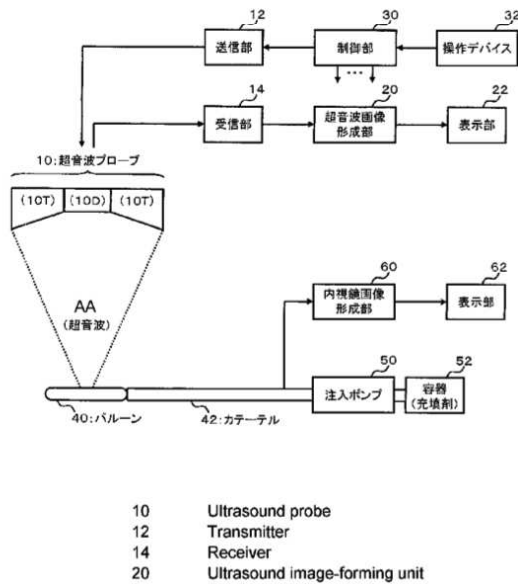 12
30
32
送信部
制御部
操作デバイス
...
14
20
22
受信部
超音波画像
形成部
表示部
10:超音波プローブ
(10T)
(10D)
(10T)
AA
(超音波)
60
62
内視鏡画像
形成部
表示部
50
52
注入ポンプ
容器
(充填剤)
40:バルーン
42:カテーテル
10 Ultrasound probe
12 Transmitter
14 Receiver
20 Ultrasound image-forming unit